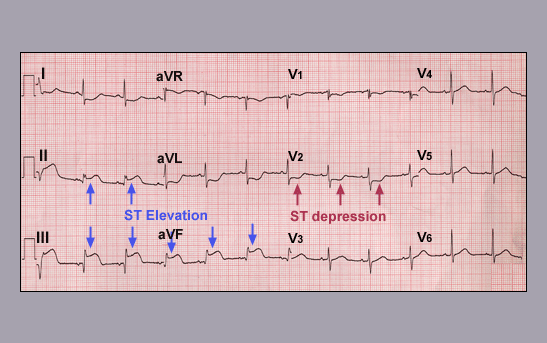 I aVR V1 V4
II aVL V2 V5
ST Elevation ST depression
III aVF V3 V6